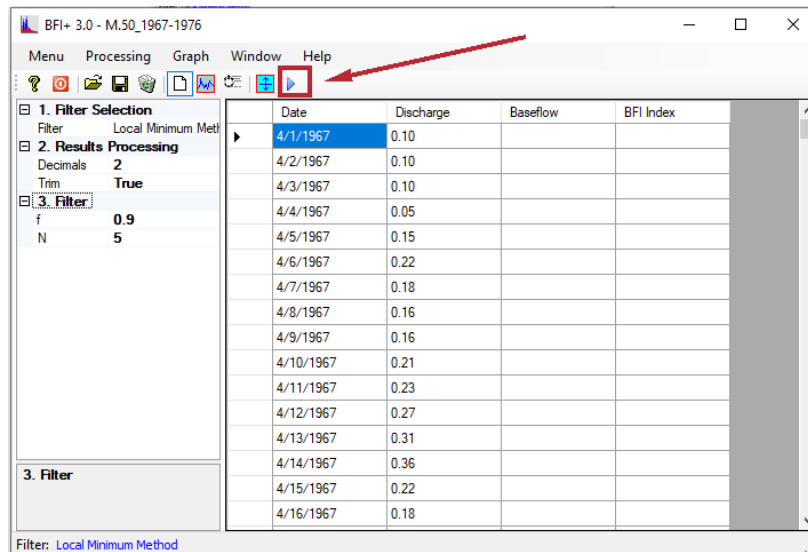 BFI+ 3.0 - M.50_1967-1976
Menu Processing Graph Window Help
1. Filter Selection
Filter Local Minimum Meth
2. Results Processing
Decimals 2
Trim True
3. Filter
f 0.9
N 5
3. Filter
Date Discharge Baseflow BFI Index
4/1/1967 0.10
4/2/1967 0.10
4/3/1967 0.10
4/4/1967 0.05
4/5/1967 0.15
4/6/1967 0.22
4/7/1967 0.18
4/8/1967 0.16
4/9/1967 0.16
4/10/1967 0.21
4/11/1967 0.23
4/12/1967 0.27
4/13/1967 0.31
4/14/1967 0.36
4/15/1967 0.22
4/16/1967 0.18
Filter: Local Minimum Method